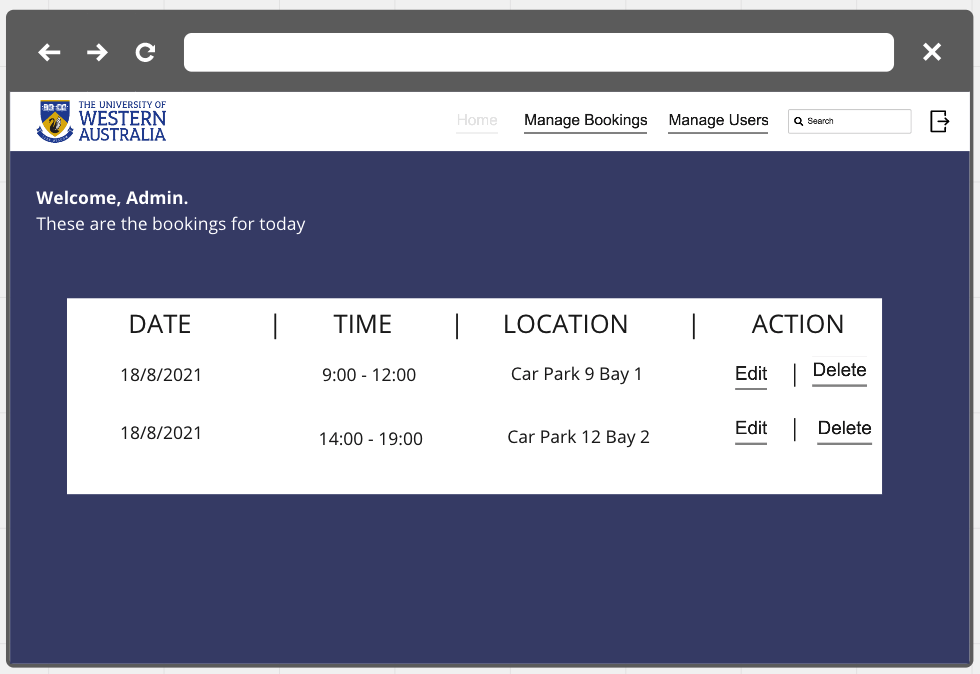 THE UNIVERSITY OF
WESTERN
AUSTRALIA
Home Manage Bookings Manage Users Search
Welcome, Admin.
These are the bookings for today
DATE | TIME | LOCATION | ACTION
18/8/2021 9:00 - 12:00 Car Park 9 Bay 1 Edit | Delete
18/8/2021 14:00 - 19:00 Car Park 12 Bay 2 Edit | Delete